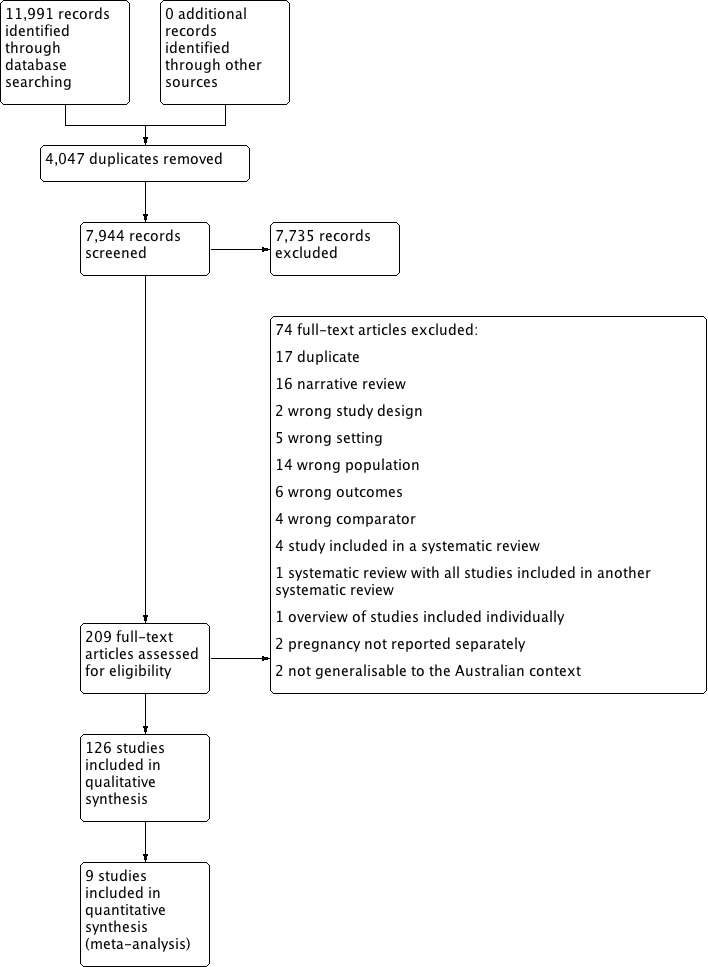 11,991 records
identified
through
database
searching
0 additional
records
identified
through other
sources
4,047 duplicates removed
7,944 records
screened
7,735 records
excluded
74 full-text articles excluded:
17 duplicate
16 narrative review
2 wrong study design
5 wrong setting
14 wrong population
6 wrong outcomes
4 wrong comparator
4 study included in a systematic review
1 systematic review with all studies included in another
systematic review
1 overview of studies included individually
2 pregnancy not reported separately
2 not generalisable to the Australian context
209 full-text
articles assessed
for eligibility
126 studies
included in
qualitative
synthesis
9 studies
included in
quantitative
synthesis
(meta-analysis)